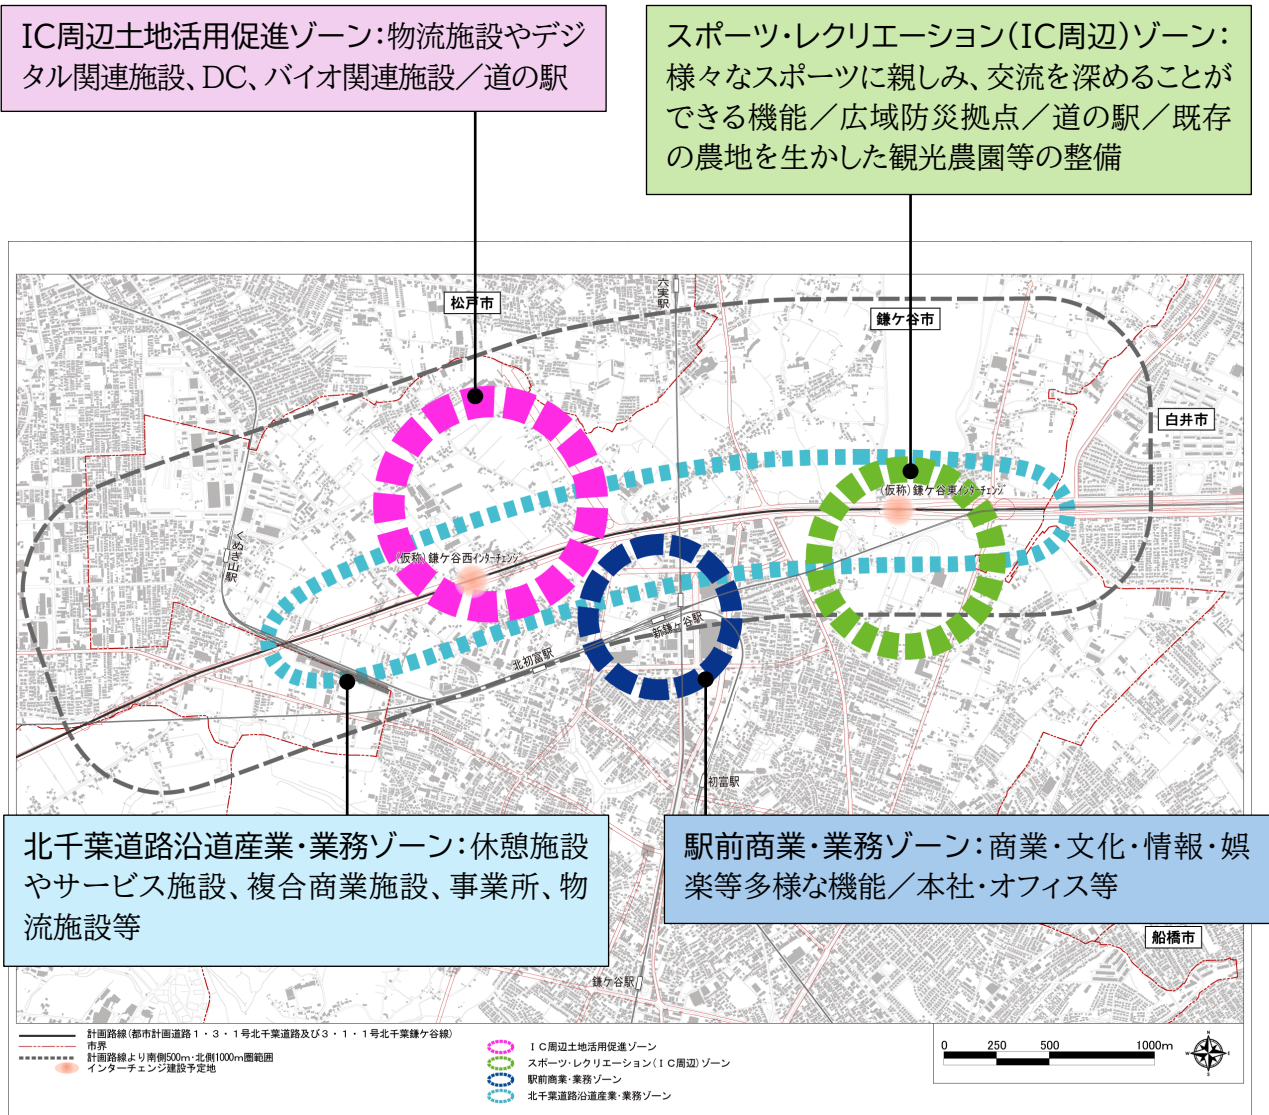 IC周辺土地活用促進ゾーン:物流施設やデジ
タル関連施設、DC、バイオ関連施設／道の駅
スポーツ・レクリエーション(IC周辺)ゾーン:
様々なスポーツに親しみ、交流を深めることが
できる機能／広域防災拠点／道の駅／既存
の農地を生かした観光農園等の整備
六実駅
松戸市
鎌ケ谷市
白井市
(仮称)鎌ケ谷東インターチェンジ
くぬぎ山駅
(仮称)鎌ケ谷西インターチェンジ
新鎌ケ谷駅
北初富駅
初富駅
北千葉道路沿道産業・業務ゾーン:休憩施設
やサービス施設、複合商業施設、事業所、物
流施設等
駅前商業・業務ゾーン:商業・文化・情報・娯
楽等多様な機能／本社・オフィス等
船橋市
鎌ケ谷駅
計画路線(都市計画道路1・3・1号北千葉道路及び3・1・1号北千葉鎌ケ谷線)
市界
計画路線より南側500m・北側1000m圏範囲
インターチェンジ建設予定地
IC周辺土地活用促進ゾーン
スポーツ・レクリエーション(IC周辺)ゾーン
駅前商業・業務ゾーン
北千葉道路沿道産業・業務ゾーン
0 250 500 1000m
N
W E
S